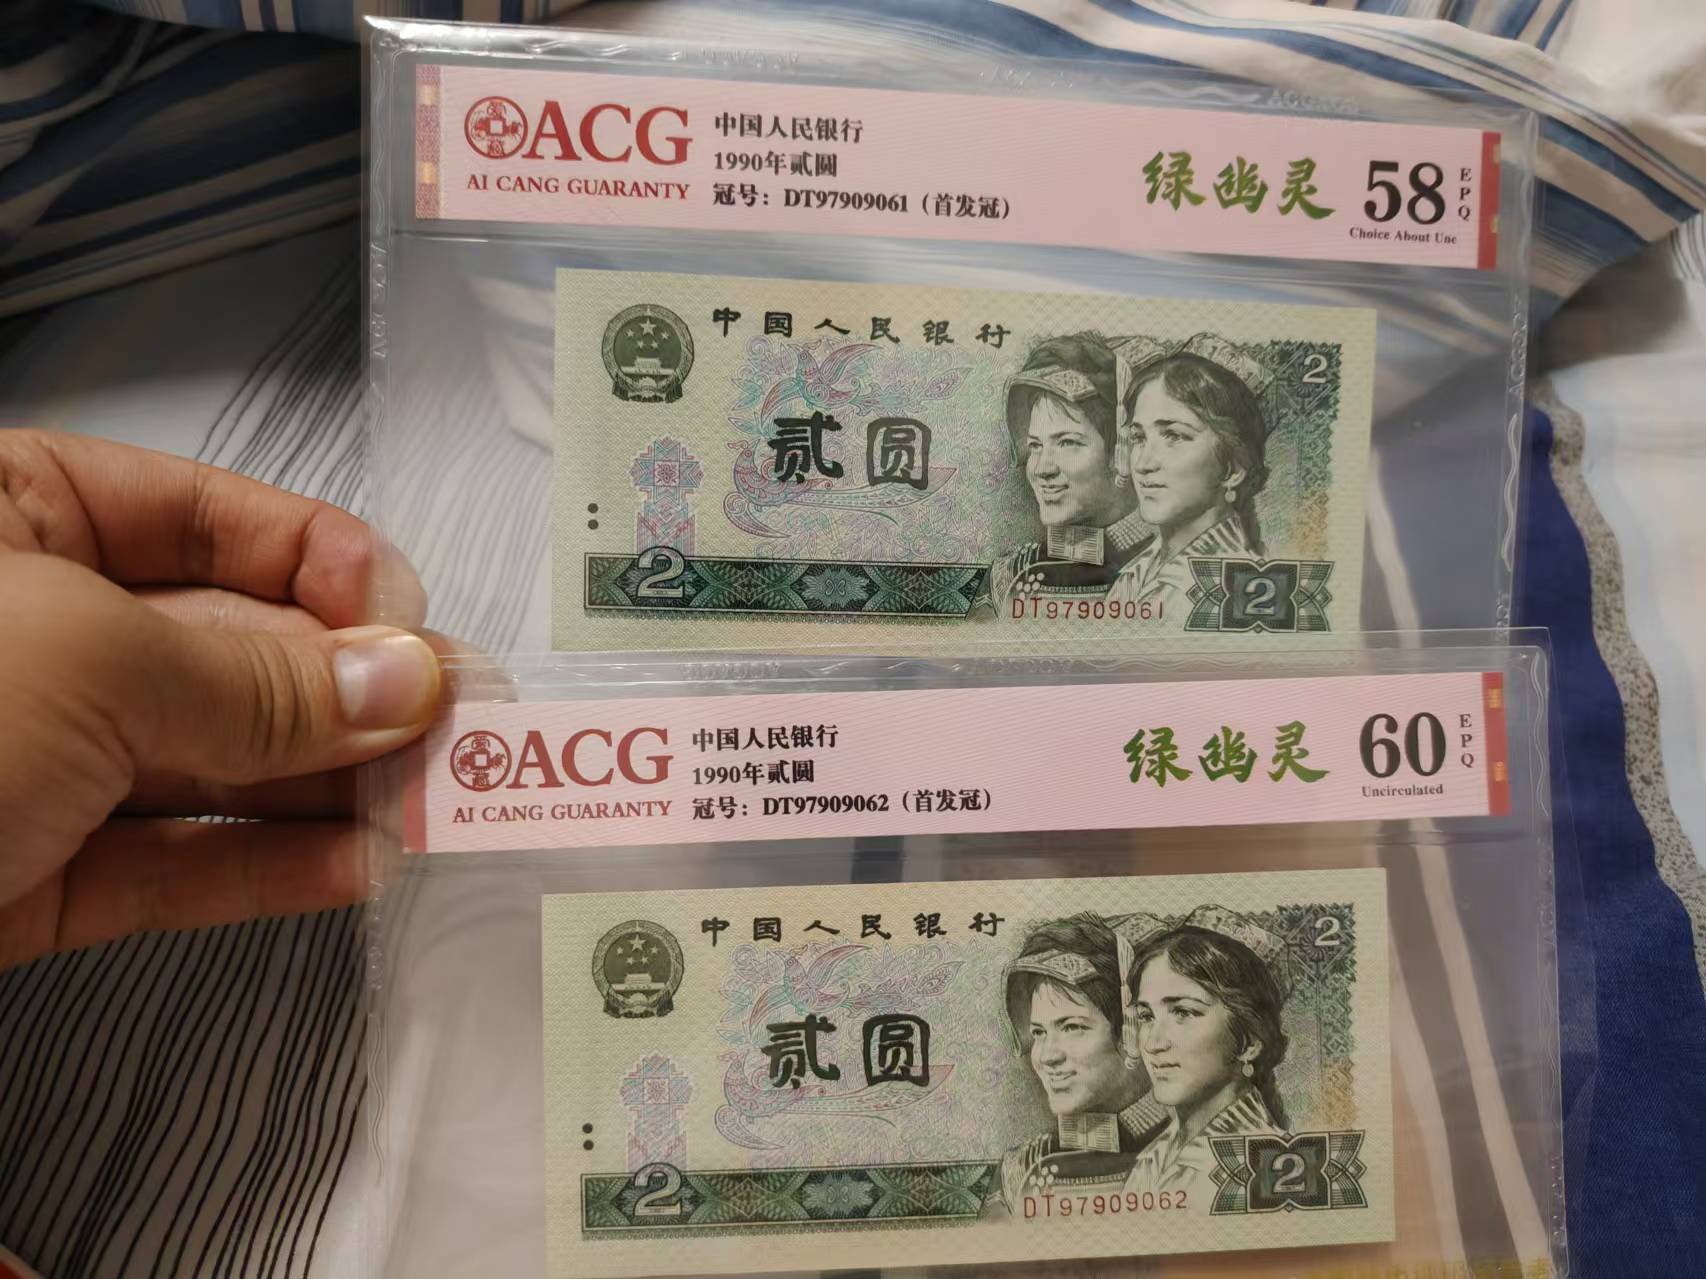 ACG
AI CANG GUARANTY
中国人民银行
1990年贰圆
冠号：DT97909061（首发冠）
绿幽灵
58
EPQ
Choice About Unc
中国人民银行
2
贰圆
2
DT97909061
2
ACG
AI CANG GUARANTY
中国人民银行
1990年贰圆
冠号：DT97909062（首发冠）
绿幽灵
60
EPQ
Uncirculated
中国人民银行
2
贰圆
2
DT97909062
2